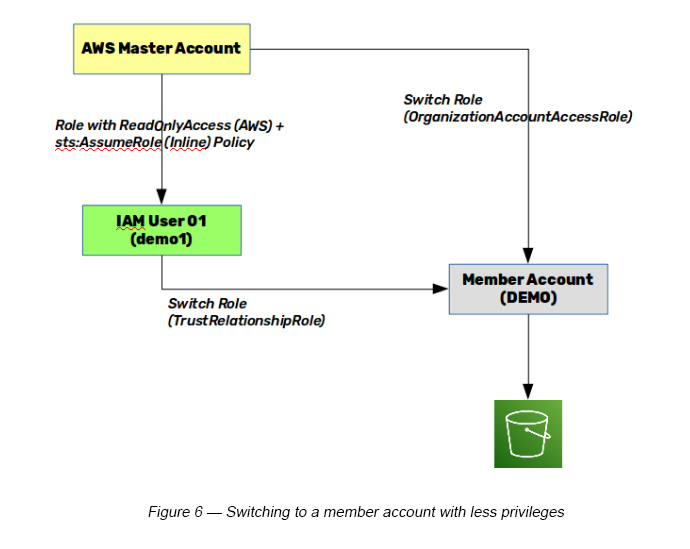 AWS Master Account
Switch Role
(OrganizationAccountAccessRole)
Role with ReadOnlyAccess (AWS) +
sts:AssumeRole (Inline) Policy
IAM User 01
(demo1)
Member Account
(DEMO)
Switch Role
(TrustRelationshipRole)
Figure 6 — Switching to a member account with less privileges